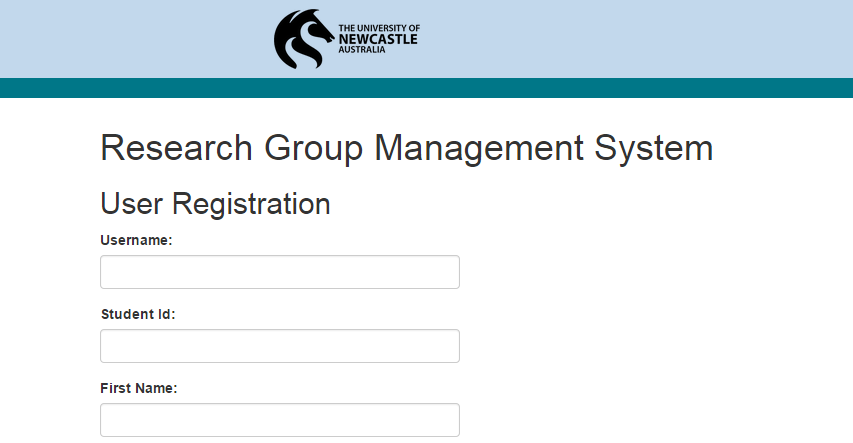 THE UNIVERSITY OF
NEWCASTLE
AUSTRALIA
Research Group Management System
User Registration
Username:
Student Id:
First Name: